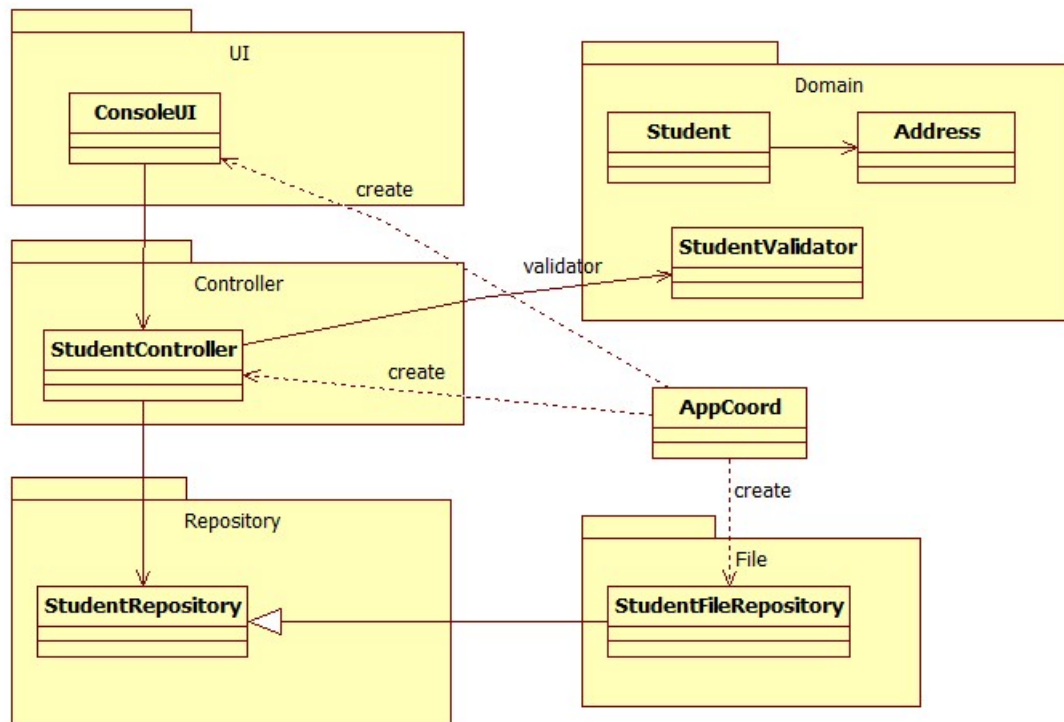 UI
ConsoleUI
Domain
Student
Address
create
StudentValidator
validator
Controller
StudentController
create
AppCoord
create
Repository
File
StudentRepository
StudentFileRepository